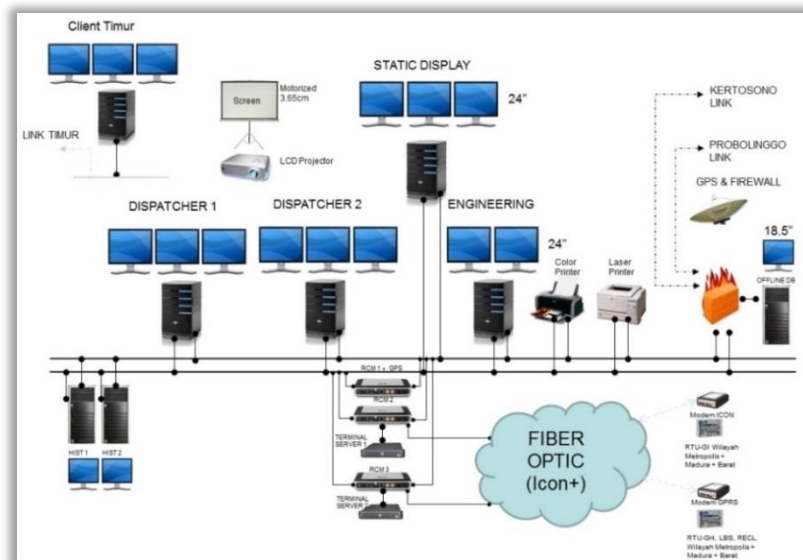 Client Timur
LINK TIMUR
Screen
Motorized
3.65cm
LCD Projector
STATIC DISPLAY
24"
KERTOSONO
LINK
PROBOLINGGO
LINK
GPS & FIREWALL
18.5"
OFFLINE DB
DISPATCHER 1
DISPATCHER 2
ENGINEERING
24"
Color
Printer
Laser
Printer
RCM 1 + GPS
RCM 2
TERMINAL
SERVER 1
RCM 3
TERMINAL
SERVER
HIST 1
HIST 2
FIBER
OPTIC
(Icon+)
Modem ICON
RTU-GI Wilayah
Metropolis +
Madura + Barat
Modem GPRS
RTU-GH, LBS, RECL.
Wilayah Metropolis +
Madura + Barat